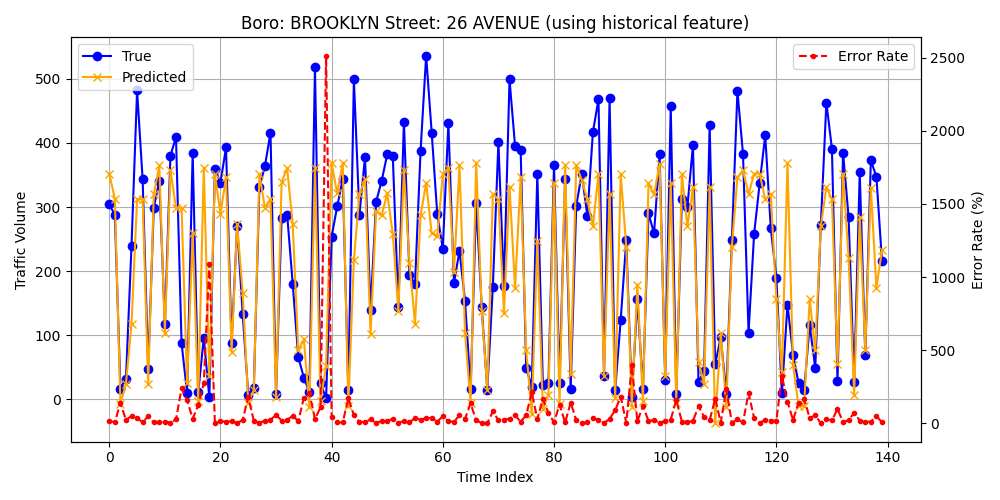 Boro: BROOKLYN Street: 26 AVENUE (using historical feature)
True
Predicted
Error Rate
Traffic Volume
500
400
300
200
100
0
2500
2000
1500
1000
500
0
Error Rate (%)
0 20 40 60 80 100 120 140
Time Index